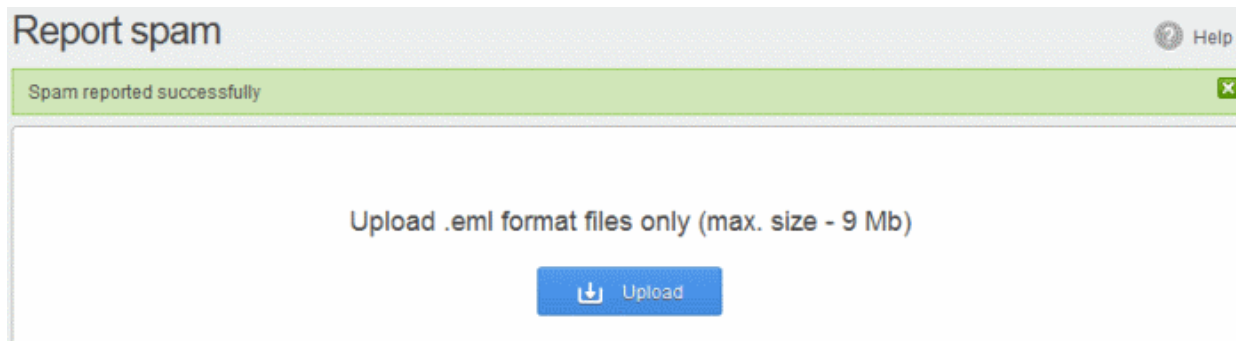 Report spam
Help
Spam reported successfully
Upload .eml format files only (max. size - 9 Mb)
Upload